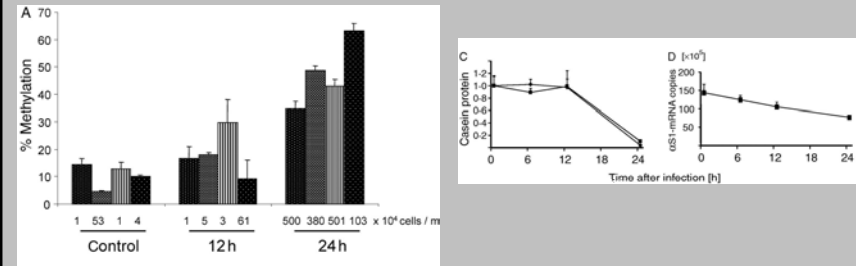 A
70
60
50
40
30
20
10
0
% Methylation
1 53 1 4 1 5 3 61 500 380 501 103 x 10⁴ cells / m
Control 12 h 24 h
C
1·2
1·0
0·8
0·6
0·4
0·2
Casein protein
0 6 12 18 24
D [×10⁵]
200
150
100
50
αS1-mRNA copies
0 6 12 18 24
Time after infection [h]